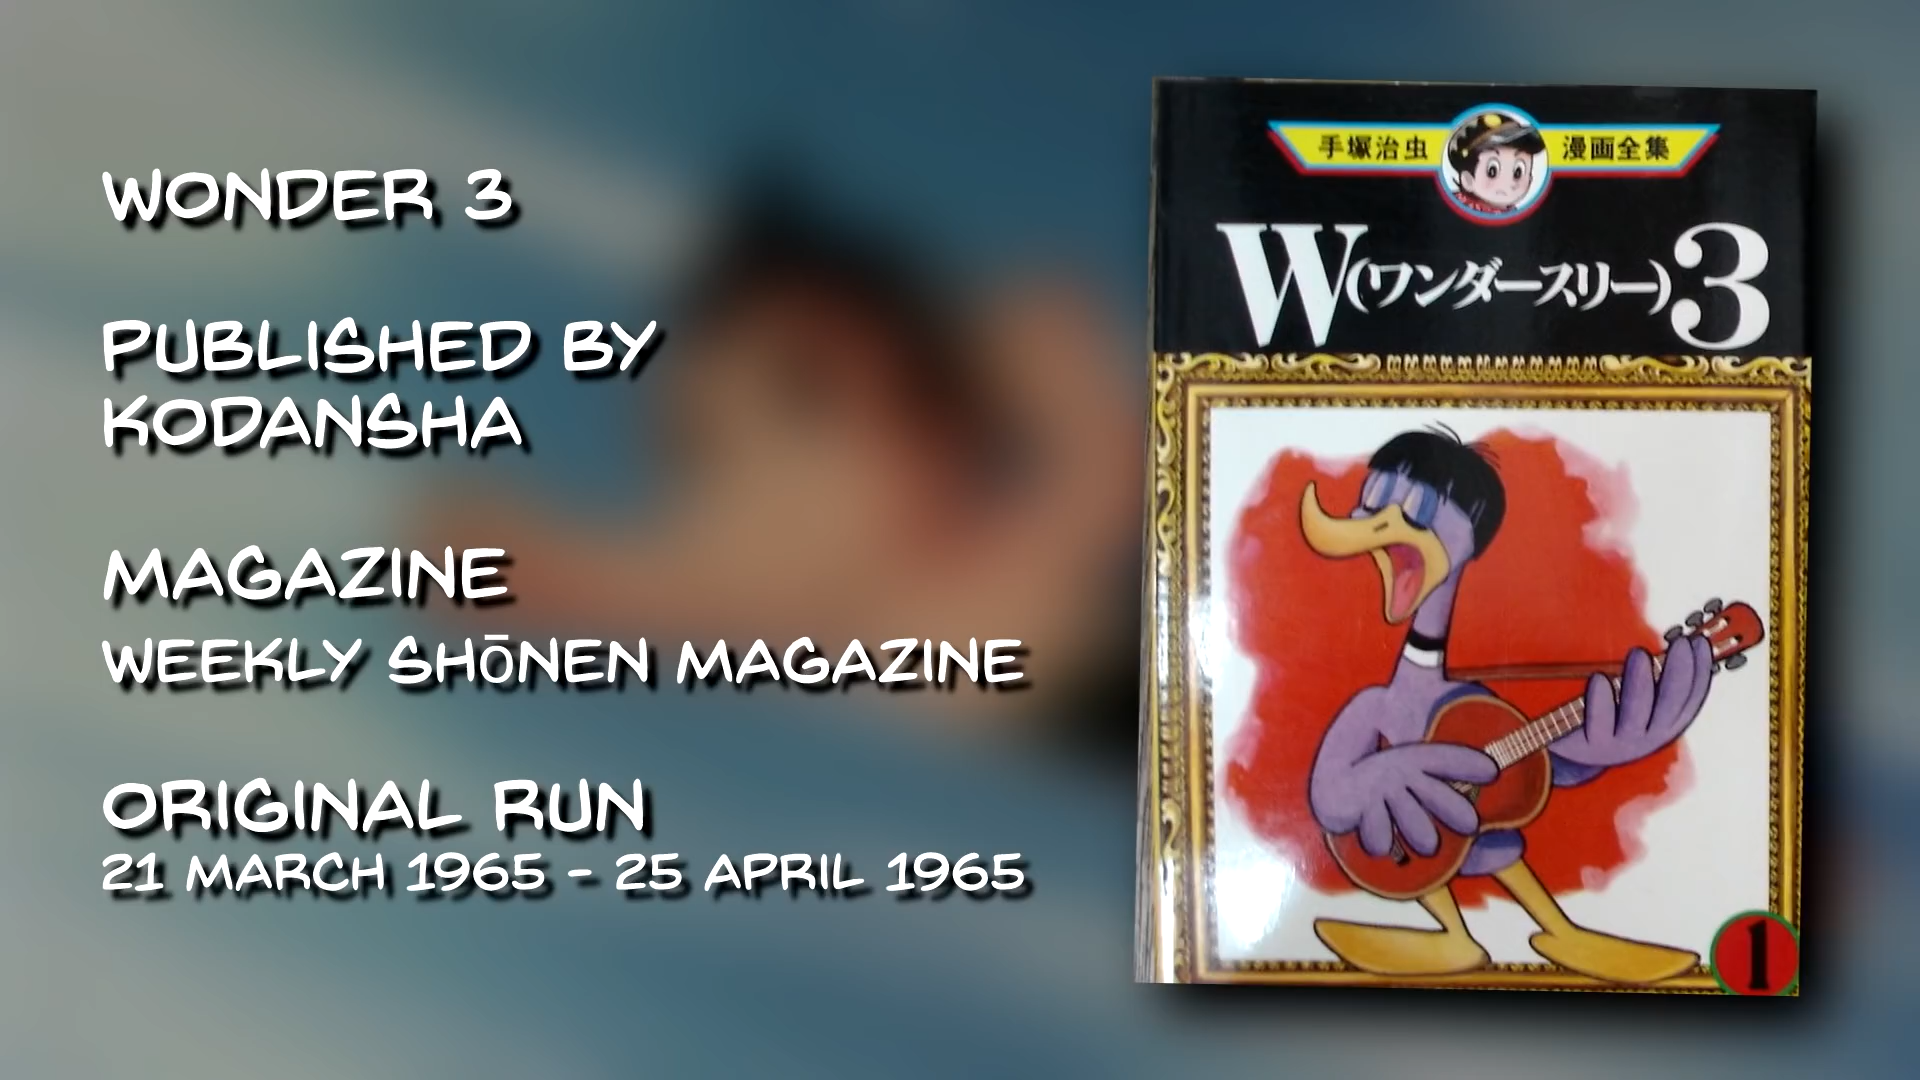 WONDER 3
PUBLISHED BY
KODANSHA
MAGAZINE
WEEKLY SHŌNEN MAGAZINE
ORIGINAL RUN
21 MARCH 1965 - 25 APRIL 1965
手塚治虫 漫画全集
W(ワンダースリー)3
1